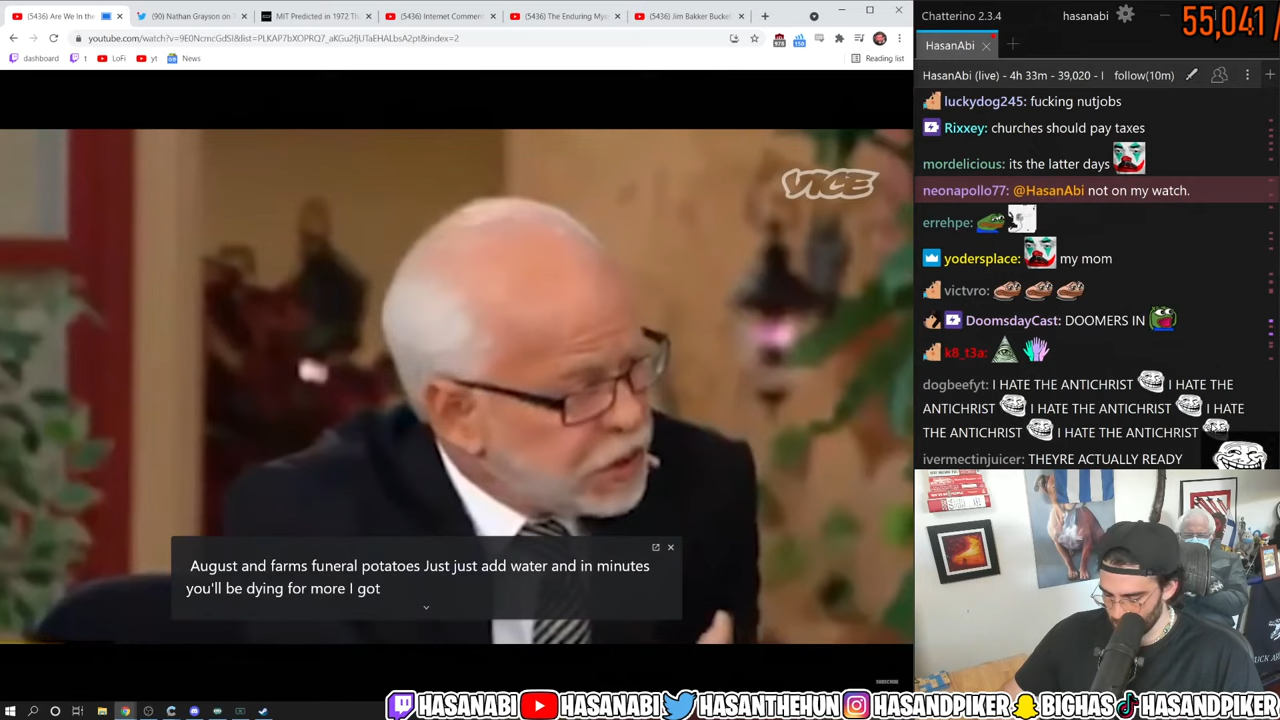 (5436) Are We In the
(90) Nathan Grayson on
MIT Predicted in 1972 Th
(5436) Internet Comment
(5436) The Enduring Mys
(5436) Jim Bakker Bucket
youtube.com/watch?v=9E0NcmcGdSI&list=PLKAP7bXOPRQ7_aKGu2fjUTaEHALbsA2pt&index=2
978
158
dashboard
t
LoFi
yt
News
Reading list
VICE
August and farms funeral potatoes Just just add water and in minutes
you'll be dying for more I got
SUBSCRIBE
Chatterino 2.3.4
hasanabi
55,041 /
HasanAbi
HasanAbi (live) - 4h 33m - 39,020 - I
follow(10m)
luckydog245: fucking nutjobs
Rixxey: churches should pay taxes
mordelicious: its the latter days
neonapollo77: @HasanAbi not on my watch.
errehpe:
yodersplace: my mom
victvro:
DoomsdayCast: DOOMERS IN
k8_t3a:
dogbeefyt: I HATE THE ANTICHRIST I HATE THE
ANTICHRIST I HATE THE ANTICHRIST I HATE
THE ANTICHRIST I HATE THE ANTICHRIST
ivermectinjuicer: THEYRE ACTUALLY READY
HASANABI HASANABI HASANTHEHUN HASANDPIKER BIGHAS HASANDPIKER